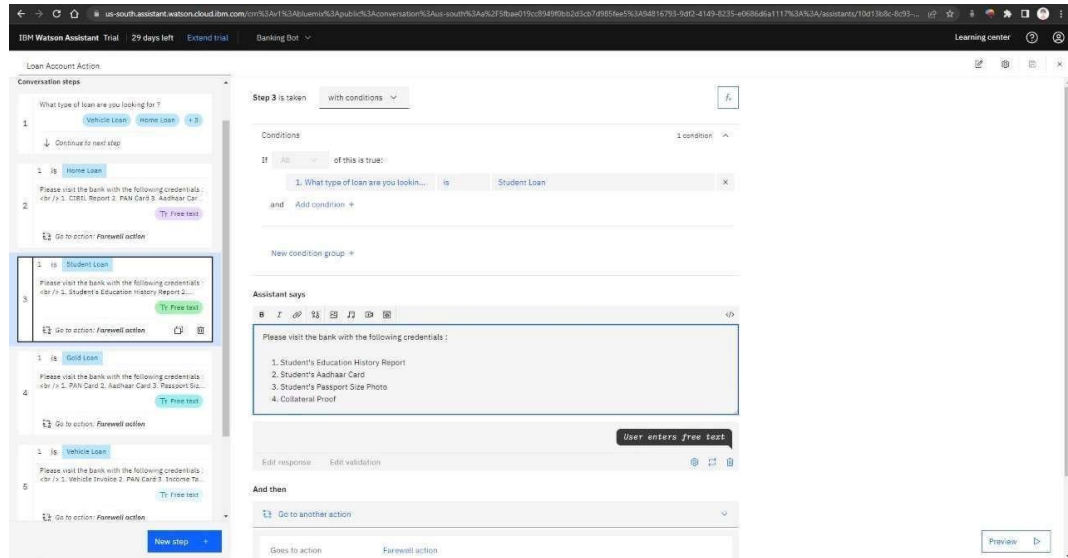 us-south.assistant.watson.cloud.ibm.com/
IBM Watson Assistant Trial 29 days left Extend trial Banking Bot Learning center
Loan Account Action
Conversation steps
1
What type of loan are you looking for ?
Vehicle Loan Home Loan + 3
Continue to next step
2
1 is Home Loan
Please visit the bank with the following credentials :
<br /> 1. CIBIL Report 2. PAN Card 3. Aadhaar Car...
Free text
Go to action: Farewell action
3
1 is Student Loan
Please visit the bank with the following credentials :
<br /> 1. Student's Education History Report 2....
Free text
Go to action: Farewell action
4
1 is Gold Loan
Please visit the bank with the following credentials :
<br /> 1. PAN Card 2. Aadhaar Card 3. Passport Siz...
Free text
Go to action: Farewell action
5
1 is Vehicle Loan
Please visit the bank with the following credentials :
<br /> 1. Vehicle Invoice 2. PAN Card 3. Income Ta...
Free text
Go to action: Farewell action
New step +
Step 3 is taken with conditions
Conditions 1 condition
If All of this is true:
1. What type of loan are you lookin... is Student Loan
and Add condition +
New condition group +
Assistant says
Please visit the bank with the following credentials :
1. Student's Education History Report
2. Student's Aadhaar Card
3. Student's Passport Size Photo
4. Collateral Proof
User enters free text
Edit response Edit validation
And then
Go to another action
Goes to action Farewell action
Preview